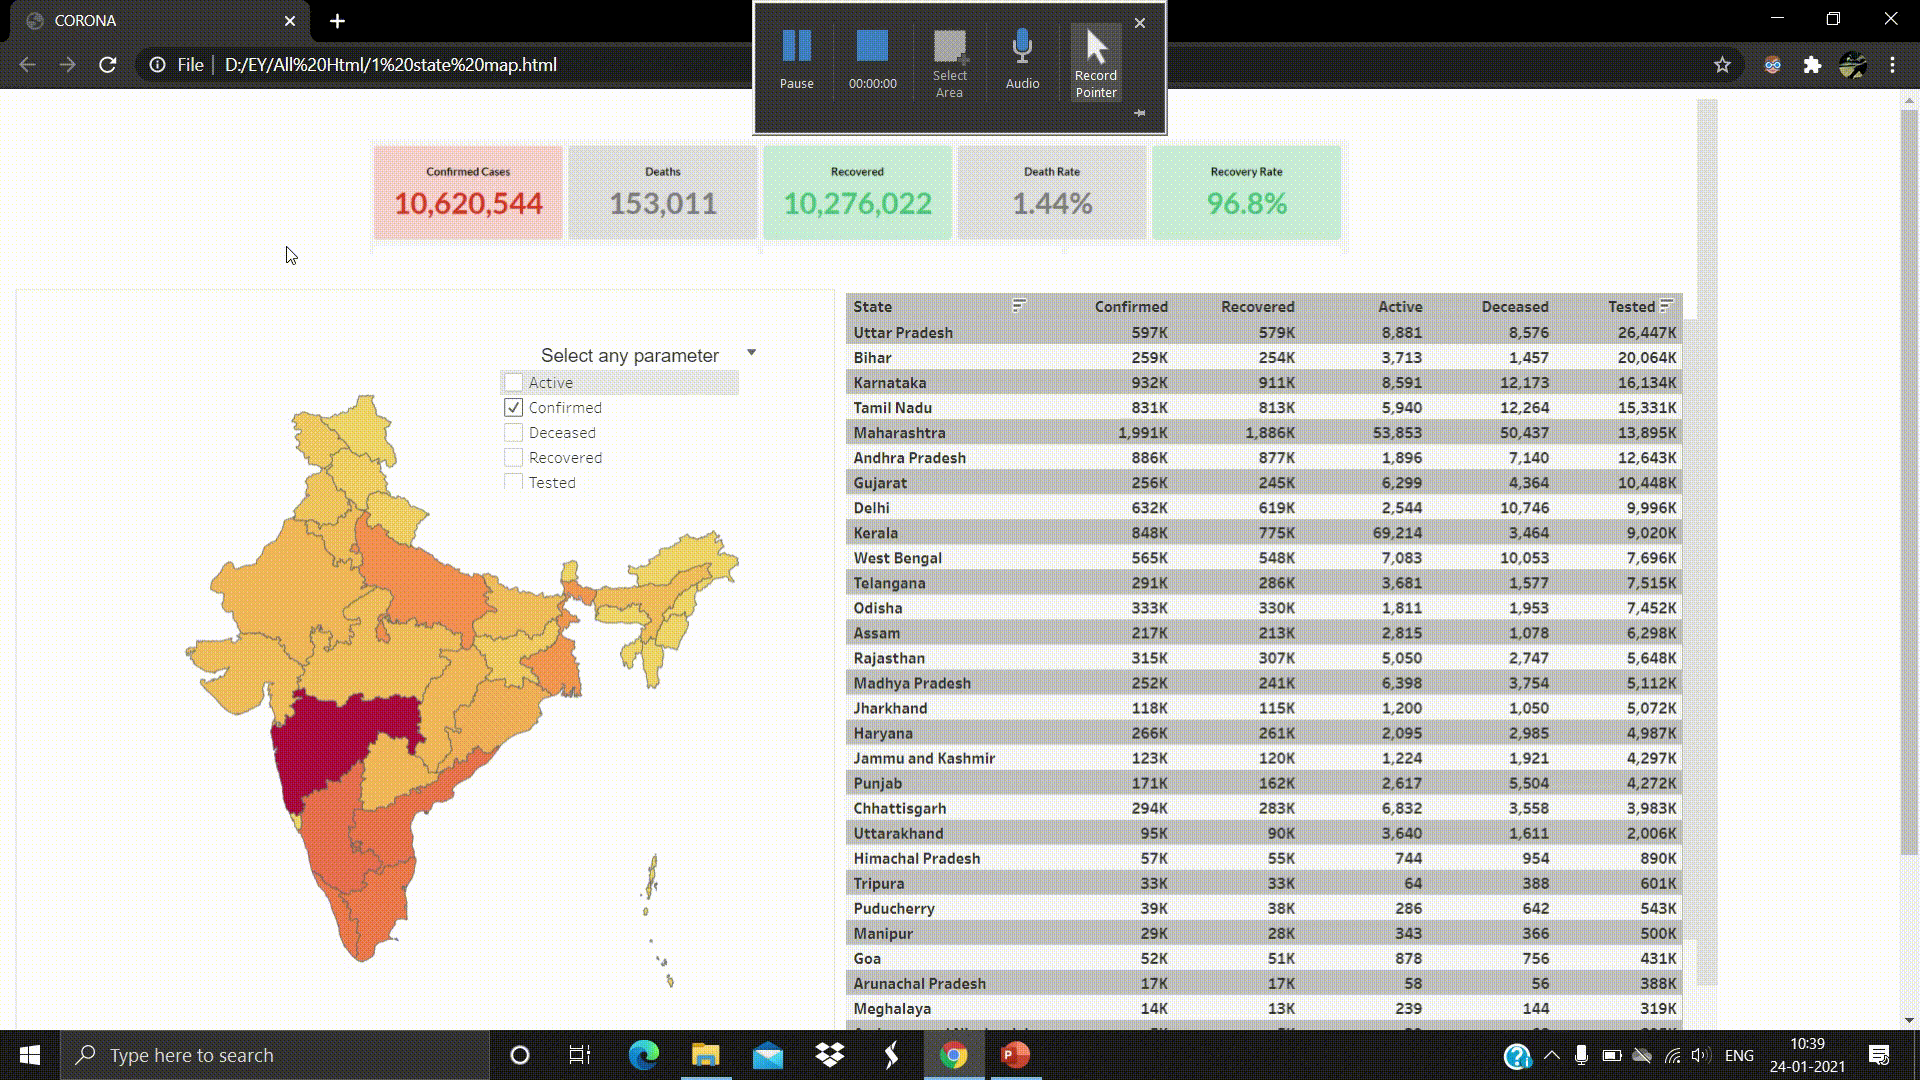 CORONA
File
D:/EY/All%20Html/1%20state%20map.html
Pause
00:00:00
Select Area
Audio
Record Pointer
Confirmed Cases
10,620,544
Deaths
153,011
Recovered
10,276,022
Death Rate
1.44%
Recovery Rate
96.8%
Select any parameter
Active
Confirmed
Deceased
Recovered
Tested
State Confirmed Recovered Active Deceased Tested
Uttar Pradesh 597K 579K 8,881 8,576 26,447K
Bihar 259K 254K 3,713 1,457 20,064K
Karnataka 932K 911K 8,591 12,173 16,134K
Tamil Nadu 831K 813K 5,940 12,264 15,331K
Maharashtra 1,991K 1,886K 53,853 50,437 13,895K
Andhra Pradesh 886K 877K 1,896 7,140 12,643K
Gujarat 256K 245K 6,299 4,364 10,448K
Delhi 632K 619K 2,544 10,746 9,996K
Kerala 848K 775K 69,214 3,464 9,020K
West Bengal 565K 548K 7,083 10,053 7,696K
Telangana 291K 286K 3,681 1,577 7,515K
Odisha 333K 330K 1,811 1,953 7,452K
Assam 217K 213K 2,815 1,078 6,298K
Rajasthan 315K 307K 5,050 2,747 5,648K
Madhya Pradesh 252K 241K 6,398 3,754 5,112K
Jharkhand 118K 115K 1,200 1,050 5,072K
Haryana 266K 261K 2,095 2,985 4,987K
Jammu and Kashmir 123K 120K 1,224 1,921 4,297K
Punjab 171K 162K 2,617 5,504 4,272K
Chhattisgarh 294K 283K 6,832 3,558 3,983K
Uttarakhand 95K 90K 3,640 1,611 2,006K
Himachal Pradesh 57K 55K 744 954 890K
Tripura 33K 33K 64 388 601K
Puducherry 39K 38K 286 642 543K
Manipur 29K 28K 343 366 500K
Goa 52K 51K 878 756 431K
Arunachal Pradesh 17K 17K 58 56 388K
Meghalaya 14K 13K 239 144 319K
Type here to search
ENG
10:39
24-01-2021